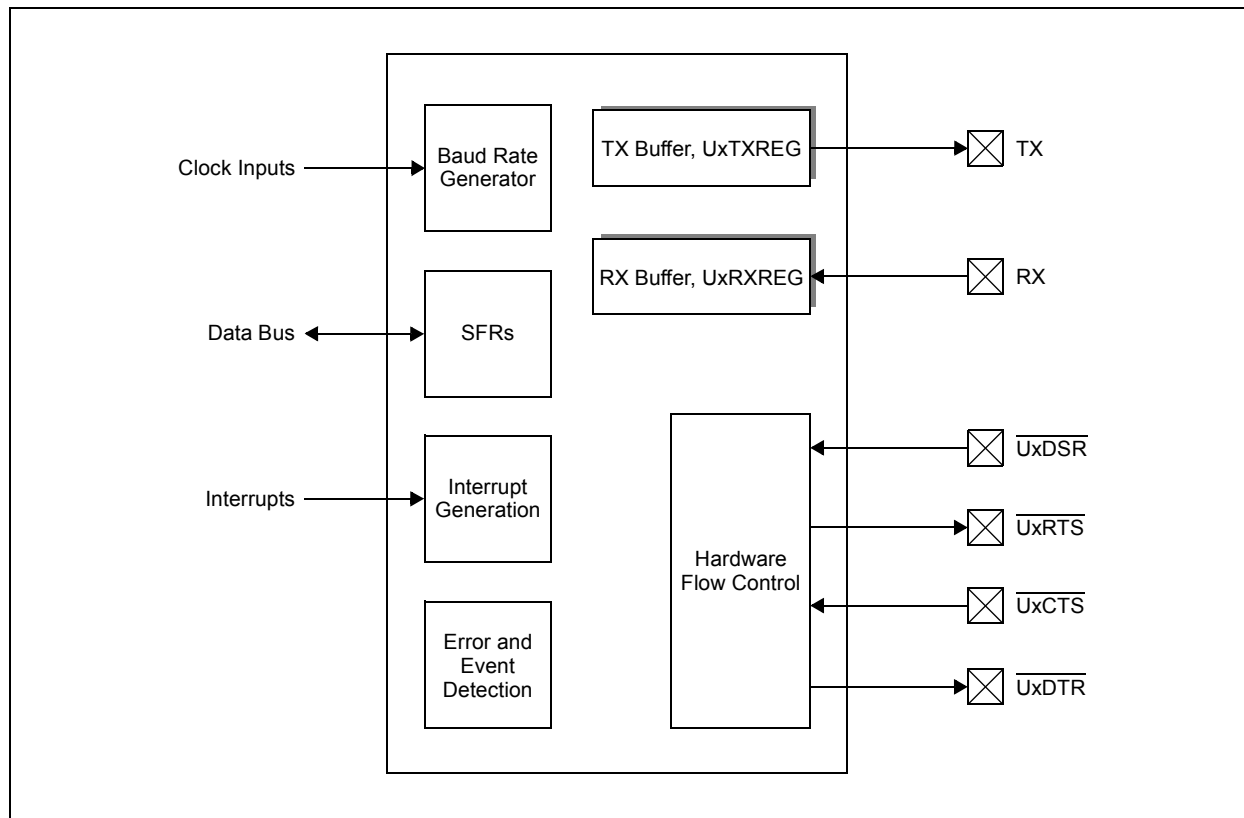 Clock Inputs
Baud Rate
Generator
TX Buffer, UxTXREG
TX
RX Buffer, UxRXREG
RX
Data Bus
SFRs
Interrupts
Interrupt
Generation
Error and
Event
Detection
Hardware
Flow Control
UxDSR
UxRTS
UxCTS
UxDTR